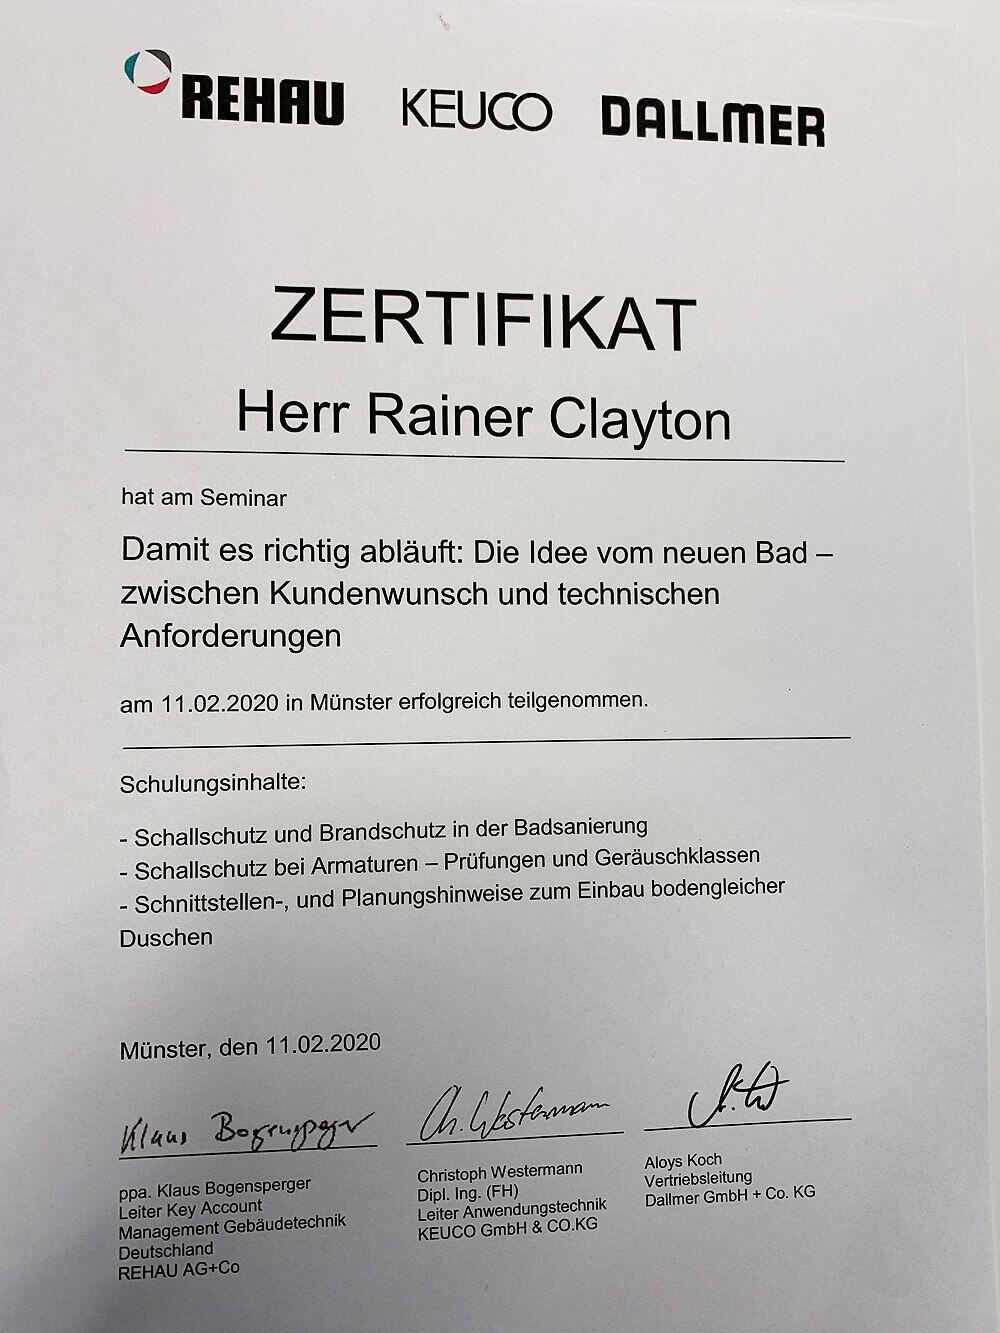 REHAU KEUCO DALLMER
ZERTIFIKAT
Herr Rainer Clayton
hat am Seminar
Damit es richtig abläuft: Die Idee vom neuen Bad –
zwischen Kundenwunsch und technischen
Anforderungen
am 11.02.2020 in Münster erfolgreich teilgenommen.
Schulungsinhalte:
- Schallschutz und Brandschutz in der Badsanierung
- Schallschutz bei Armaturen – Prüfungen und Geräuschklassen
- Schnittstellen-, und Planungshinweise zum Einbau bodengleicher
Duschen
Münster, den 11.02.2020
Klaus Bogensperger
Ch. Westermann
ppa. Klaus Bogensperger
Leiter Key Account
Management Gebäudetechnik
Deutschland
REHAU AG+Co
Christoph Westermann
Dipl. Ing. (FH)
Leiter Anwendungstechnik
KEUCO GmbH & CO.KG
Aloys Koch
Vertriebsleitung
Dallmer GmbH + Co. KG